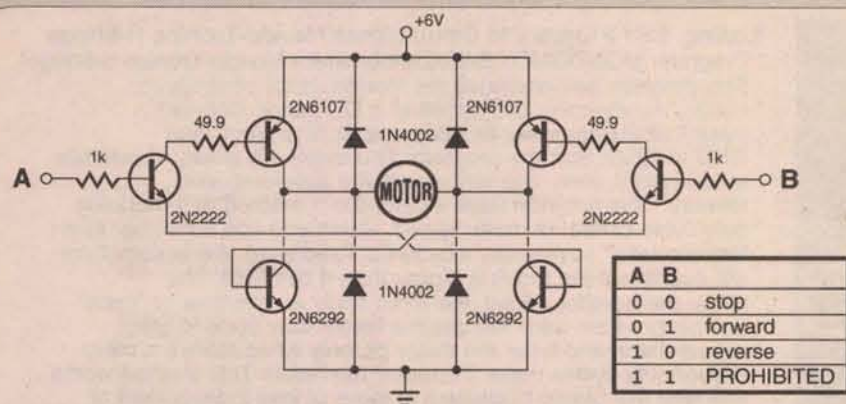 +6V
2N6107
2N6107
49.9
1N4002
49.9
1k
1k
A
MOTOR
B
2N2222
2N2222
1N4002
2N6292
2N6292
A B
0 0 stop
0 1 forward
1 0 reverse
1 1 PROHIBITED